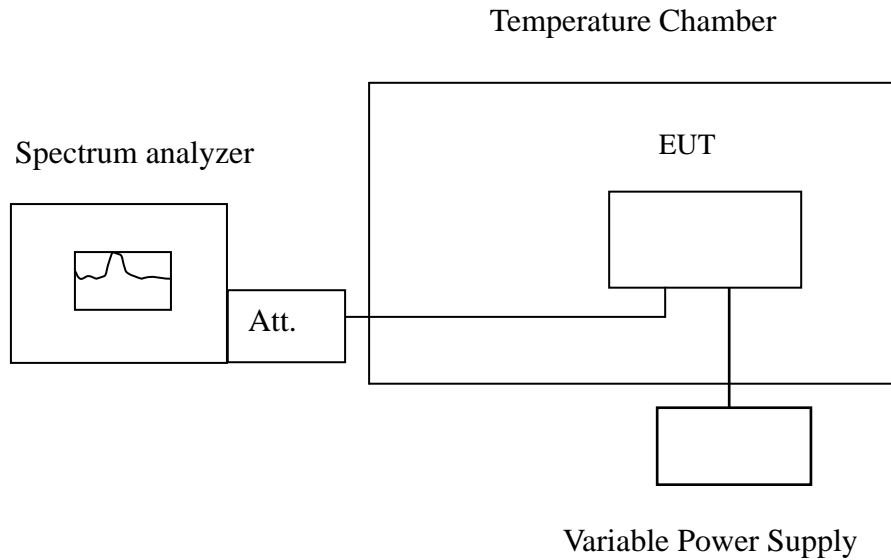 Temperature Chamber
EUT
Spectrum analyzer
Att.
Variable Power Supply